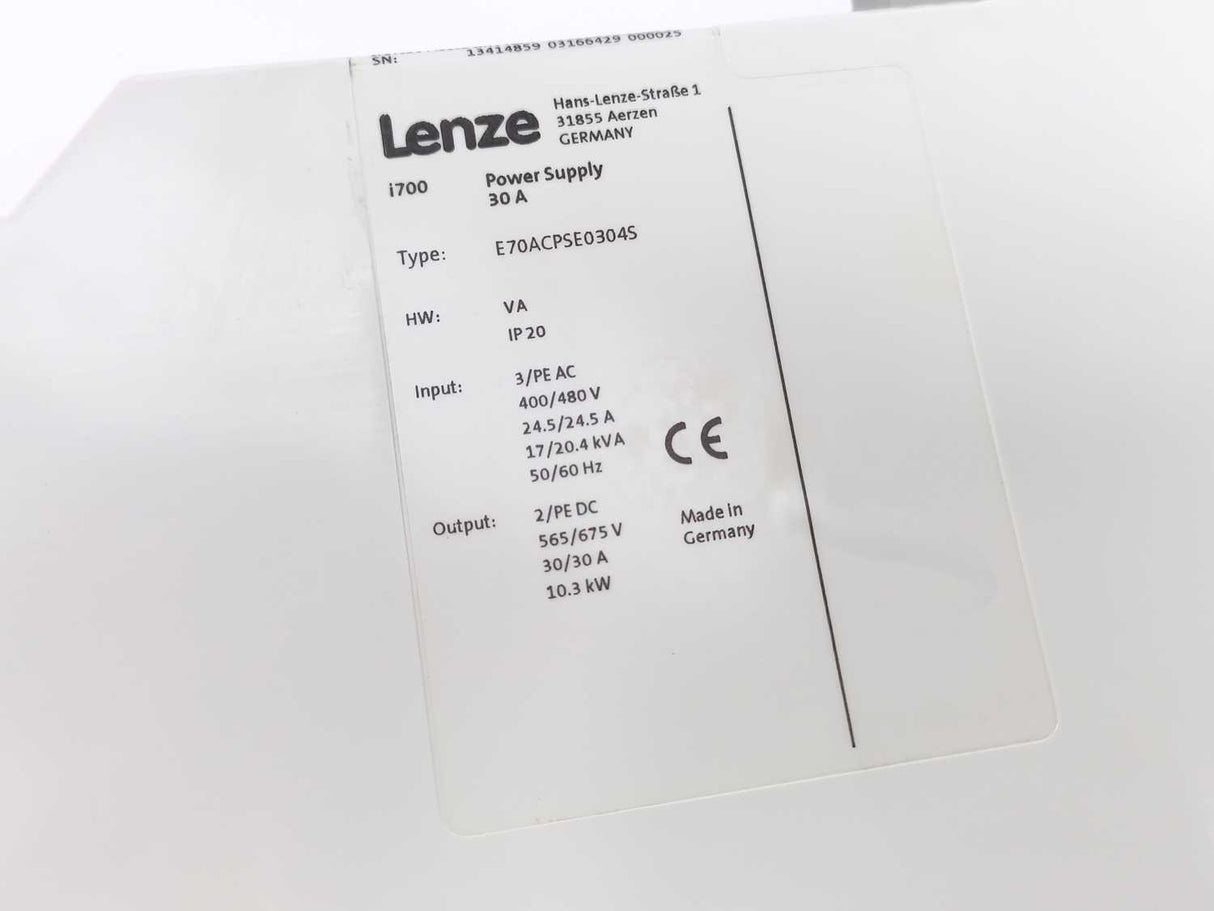 SN: 13414859 03166429 000025
Lenze
Hans-Lenze-Straße 1
31855 Aerzen
GERMANY
i700 Power Supply
30 A
Type: E70ACPSE0304S
HW: VA
IP20
Input: 3/PE AC
400/480 V
24.5/24.5 A
17/20.4 kVA
50/60 Hz
CE
Output: 2/PE DC
565/675 V
30/30 A
10.3 kW
Made in
Germany